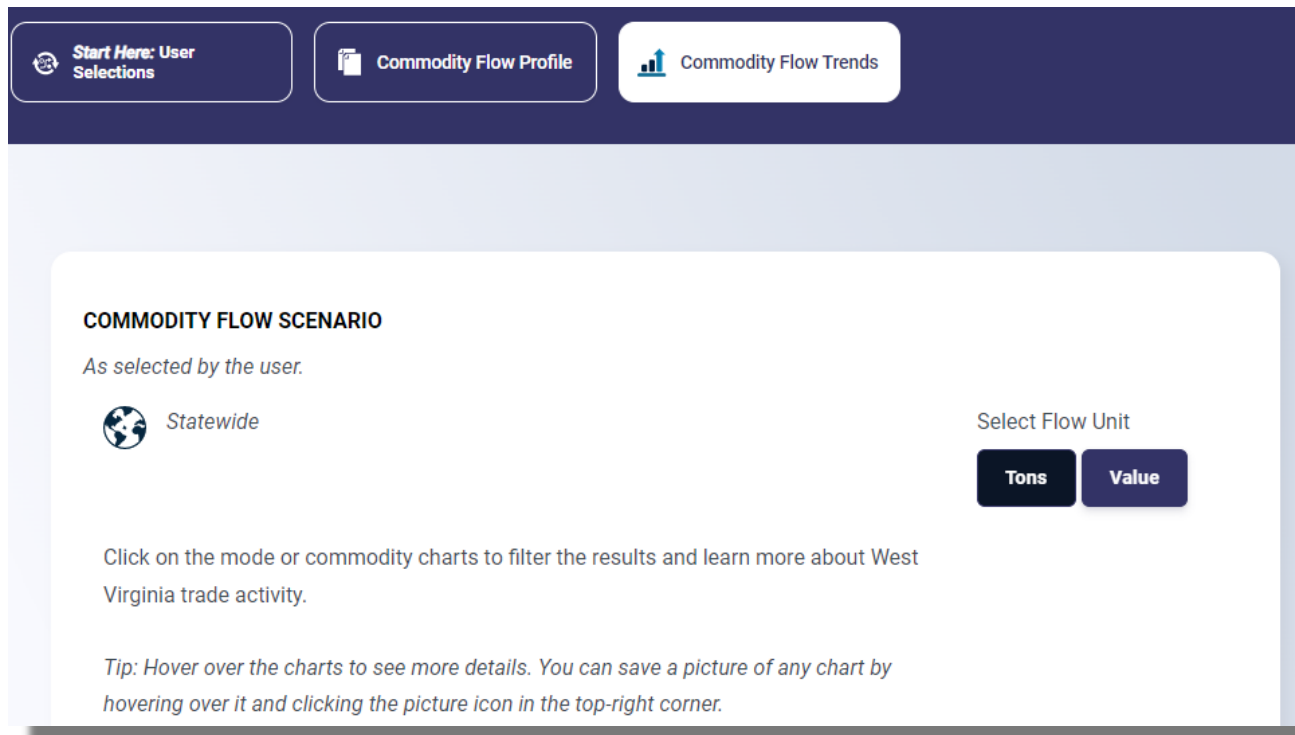 Start Here: User
Selections
Commodity Flow Profile
Commodity Flow Trends
COMMODITY FLOW SCENARIO
As selected by the user.
Statewide
Select Flow Unit
Tons
Value
Click on the mode or commodity charts to filter the results and learn more about West
Virginia trade activity.
Tip: Hover over the charts to see more details. You can save a picture of any chart by
hovering over it and clicking the picture icon in the top-right corner.